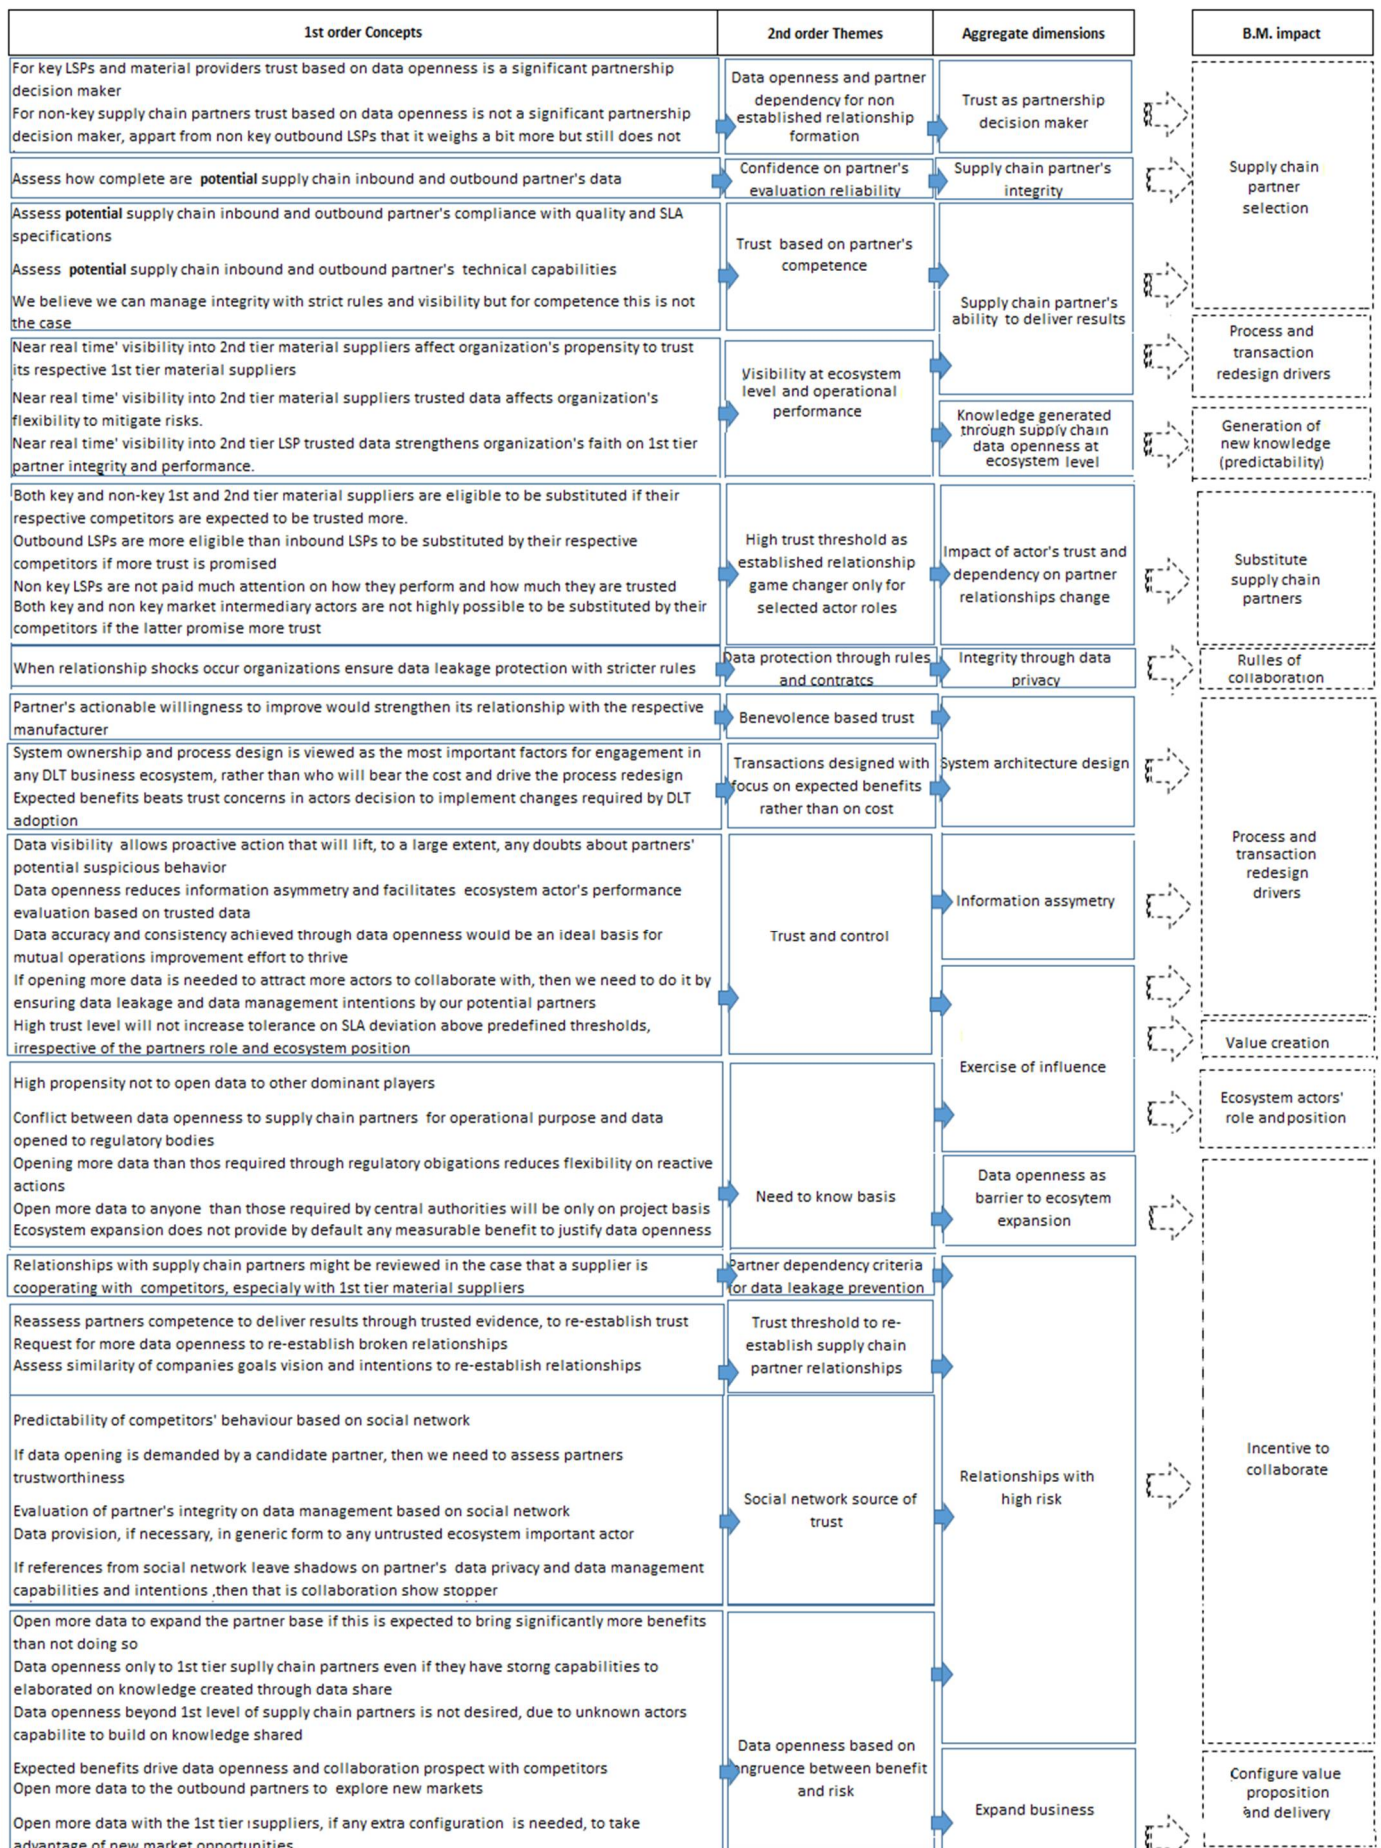 1st order Concepts
2nd order Themes
Aggregate dimensions
B.M. impact
For key LSPs and material providers trust based on data openness is a significant partnership
decision maker
For non-key supply chain partners trust based on data openness is not a significant partnership
decision maker, appart from non key outbound LSPs that it weighs a bit more but still does not
Data openness and partner
dependency for non
established relationship
formation
Trust as partnership
decision maker
Supply chain
partner
selection
Assess how complete are potential supply chain inbound and outbound partner's data
Confidence on partner's
evaluation reliability
Supply chain partner's
integrity
Assess potential supply chain inbound and outbound partner's compliance with quality and SLA
specifications
Assess potential supply chain inbound and outbound partner's technical capabilities
We believe we can manage integrity with strict rules and visibility but for competence this is not
the case
Trust based on partner's
competence
Supply chain partner's
ability to deliver results
Process and
transaction
redesign drivers
Near real time' visibility into 2nd tier material suppliers affect organization's propensity to trust
its respective 1st tier material suppliers
Near real time' visibility into 2nd tier material suppliers trusted data affects organization's
flexibility to mitigate risks.
Near real time' visibility into 2nd tier LSP trusted data strengthens organization's faith on 1st tier
partner integrity and performance.
Visibility at ecosystem
level and operational
performance
Knowledge generated
through supply chain
data openness at
ecosystem level
Generation of
new knowledge
(predictability)
Both key and non-key 1st and 2nd tier material suppliers are eligible to be substituted if their
respective competitors are expected to be trusted more.
Outbound LSPs are more eligible than inbound LSPs to be substituted by their respective
competitors if more trust is promised
Non key LSPs are not paid much attention on how they perform and how much they are trusted
Both key and non key market intermediary actors are not highly possible to be substituted by their
competitors if the latter promise more trust
High trust threshold as
established relationship
game changer only for
selected actor roles
Impact of actor's trust and
dependency on partner
relationships change
Substitute
supply chain
partners
When relationship shocks occur organizations ensure data leakage protection with stricter rules
Data protection through rules
and contratcs
Integrity through data
privacy
Rulles of
collaboration
Partner's actionable willingness to improve would strengthen its relationship with the respective
manufacturer
Benevolence based trust
System architecture design
System ownership and process design is viewed as the most important factors for engagement in
any DLT business ecosystem, rather than who will bear the cost and drive the process redesign
Expected benefits beats trust concerns in actors decision to implement changes required by DLT
adoption
Transactions designed with
focus on expected benefits
rather than on cost
Process and
transaction
redesign
drivers
Data visibility allows proactive action that will lift, to a large extent, any doubts about partners'
potential suspicious behavior
Data openness reduces information asymmetry and facilitates ecosystem actor's performance
evaluation based on trusted data
Data accuracy and consistency achieved through data openness would be an ideal basis for
mutual operations improvement effort to thrive
If opening more data is needed to attract more actors to collaborate with, then we need to do it by
ensuring data leakage and data management intentions by our potential partners
High trust level will not increase tolerance on SLA deviation above predefined thresholds,
irrespective of the partners role and ecosystem position
Trust and control
Information assymetry
Exercise of influence
Value creation
High propensity not to open data to other dominant players
Conflict between data openness to supply chain partners for operational purpose and data
opened to regulatory bodies
Opening more data than thos required through regulatory obigations reduces flexibility on reactive
actions
Open more data to anyone than those required by central authorities will be only on project basis
Ecosystem expansion does not provide by default any measurable benefit to justify data openness
Need to know basis
Data openness as
barrier to ecosytem
expansion
Ecosystem actors'
role and position
Relationships with supply chain partners might be reviewed in the case that a supplier is
cooperating with competitors, especialy with 1st tier material suppliers
Partner dependency criteria
for data leakage prevention
Reassess partners competence to deliver results through trusted evidence, to re-establish trust
Request for more data openness to re-establish broken relationships
Assess similarity of companies goals vision and intentions to re-establish relationships
Trust threshold to re-
establish supply chain
partner relationships
Predictability of competitors' behaviour based on social network
If data opening is demanded by a candidate partner, then we need to assess partners
trustworthiness
Evaluation of partner's integrity on data management based on social network
Data provision, if necessary, in generic form to any untrusted ecosystem important actor
If references from social network leave shadows on partner's data privacy and data management
capabilities and intentions ,then that is collaboration show stopper
Social network source of
trust
Relationships with
high risk
Incentive to
collaborate
Open more data to expand the partner base if this is expected to bring significantly more benefits
than not doing so
Data openness only to 1st tier suplly chain partners even if they have storng capabilities to
elaborated on knowledge created through data share
Data openness beyond 1st level of supply chain partners is not desired, due to unknown actors
capabilite to build on knowledge shared
Expected benefits drive data openness and collaboration prospect with competitors
Open more data to the outbound partners to explore new markets
Open more data with the 1st tier suppliers, if any extra configuration is needed, to take
advantage of new market opportunities
Data openness based on
ongruence between benefit
and risk
Expand business
Configure value
proposition
and delivery